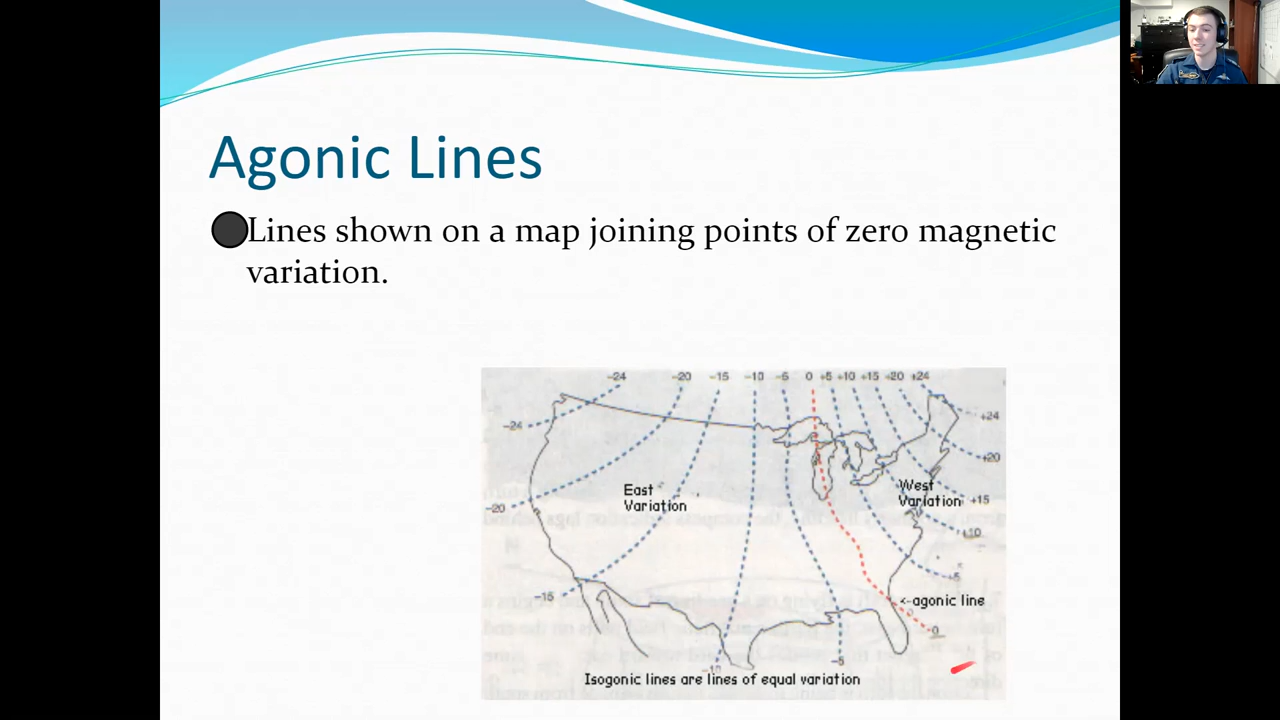 Agonic Lines
Lines shown on a map joining points of zero magnetic
variation.
-24 -20 -15 -10 -5 0 +5 +10 +15 +20 +24
+24
-24
+20
East
Variation
West
Variation
+15
-20
+10
+5
-15
<-agonic line
0
-5
-10
Isogonic lines are lines of equal variation